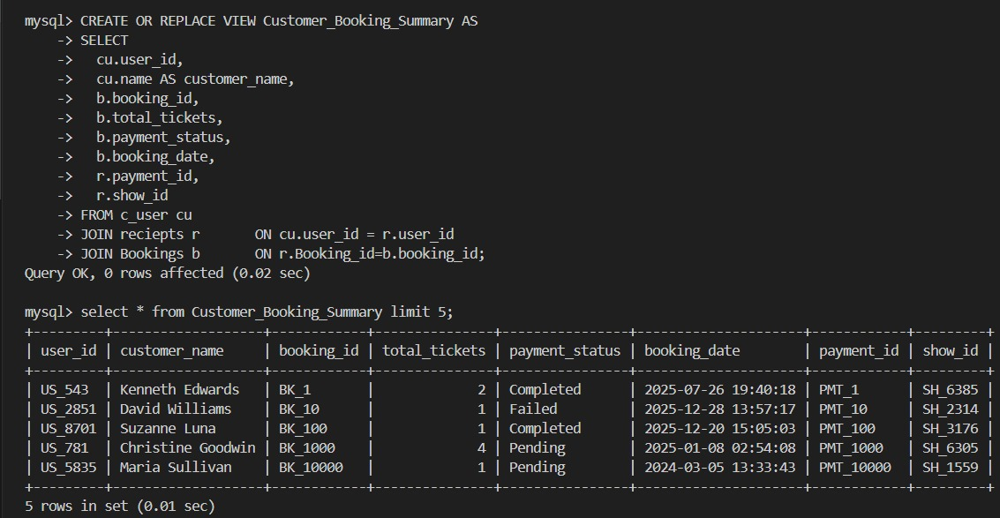 mysql> CREATE OR REPLACE VIEW Customer_Booking_Summary AS
    -> SELECT
    ->   cu.user_id,
    ->   cu.name AS customer_name,
    ->   b.booking_id,
    ->   b.total_tickets,
    ->   b.payment_status,
    ->   b.booking_date,
    ->   r.payment_id,
    ->   r.show_id
    -> FROM c_user cu
    -> JOIN reciepts r       ON cu.user_id = r.user_id
    -> JOIN Bookings b       ON r.Booking_id=b.booking_id;
Query OK, 0 rows affected (0.02 sec)

mysql> select * from Customer_Booking_Summary limit 5;
+---------+-------------------+------------+---------------+----------------+---------------------+------------+---------+
| user_id | customer_name     | booking_id | total_tickets | payment_status | booking_date        | payment_id | show_id |
+---------+-------------------+------------+---------------+----------------+---------------------+------------+---------+
| US_543  | Kenneth Edwards   | BK_1       |             2 | Completed      | 2025-07-26 19:40:18 | PMT_1      | SH_6385 |
| US_2851 | David Williams    | BK_10      |             1 | Failed         | 2025-12-28 13:57:17 | PMT_10     | SH_2314 |
| US_8701 | Suzanne Luna      | BK_100     |             1 | Completed      | 2025-12-20 15:05:03 | PMT_100    | SH_3176 |
| US_781  | Christine Goodwin | BK_1000    |             4 | Pending        | 2025-01-08 02:54:08 | PMT_1000   | SH_6305 |
| US_5835 | Maria Sullivan    | BK_10000   |             1 | Pending        | 2024-03-05 13:33:43 | PMT_10000  | SH_1559 |
+---------+-------------------+------------+---------------+----------------+---------------------+------------+---------+
5 rows in set (0.01 sec)